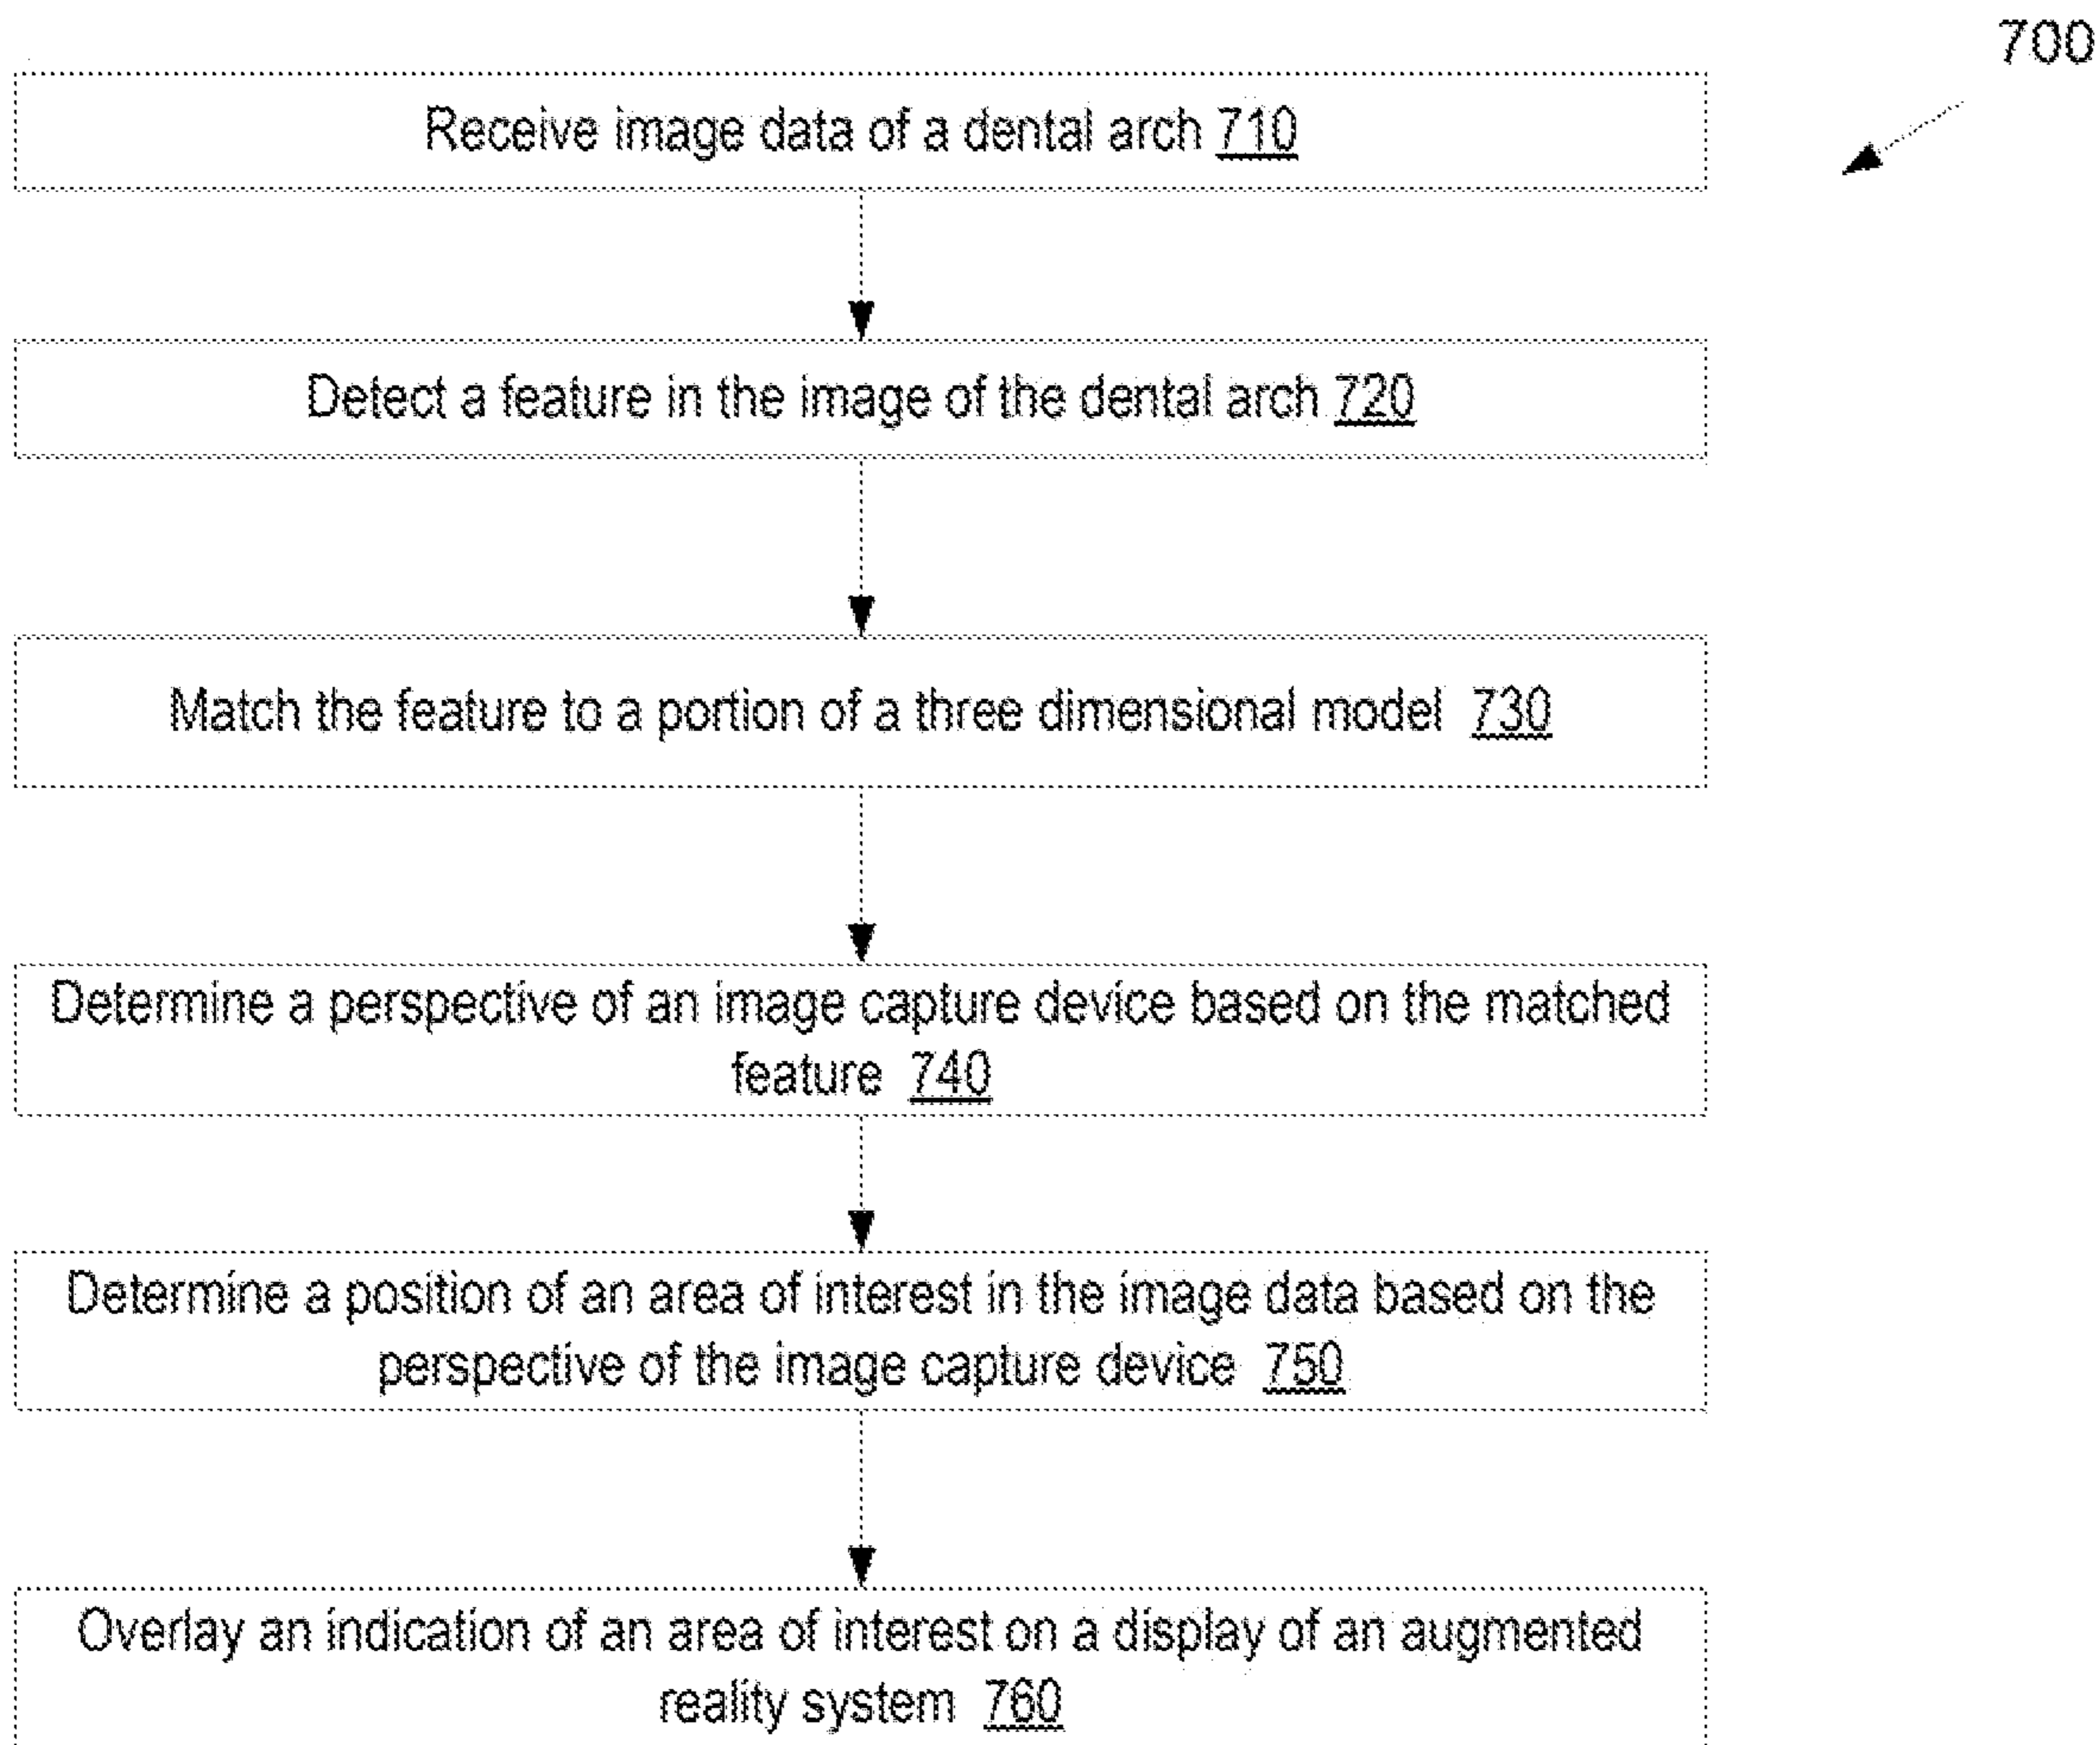 700
Receive image data of a dental arch 710
Detect a feature in the image of the dental arch 720
Match the feature to a portion of a three dimensional model 730
Determine a perspective of an image capture device based on the matched
feature 740
Determine a position of an area of interest in the image data based on the
perspective of the image capture device 750
Overlay an indication of an area of interest on a display of an augmented
reality system 760